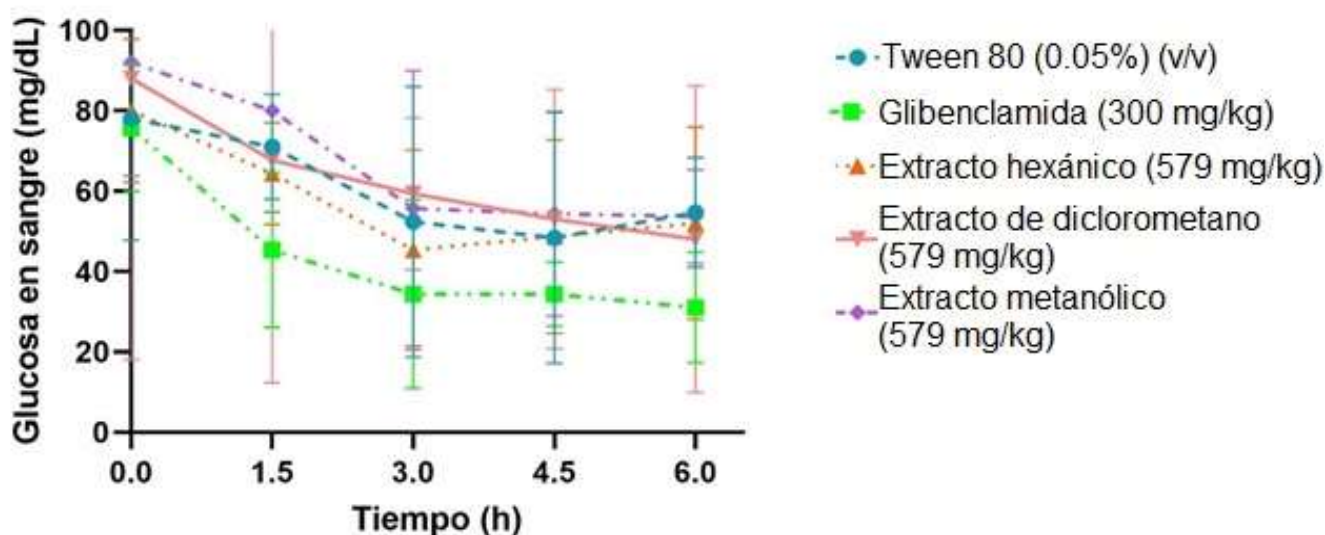 Glucosa en sangre (mg/dL)
100
80
60
40
20
0
0.0 1.5 3.0 4.5 6.0
Tiempo (h)
Tween 80 (0.05%) (v/v)
Glibenclamida (300 mg/kg)
Extracto hexánico (579 mg/kg)
Extracto de diclorometano
(579 mg/kg)
Extracto metanólico
(579 mg/kg)